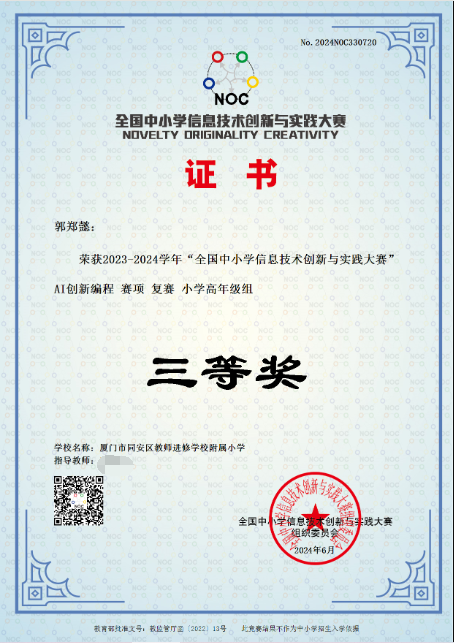 No. 2024NOC330720
NOC
全国中小学信息技术创新与实践大赛
NOVELTY ORIGINALITY CREATIVITY
证 书
郭郑懿：
荣获2023-2024学年“全国中小学信息技术创新与实践大赛”
AI创新编程 赛项 复赛 小学高年级组
三等奖
学校名称：厦门市同安区教师进修学校附属小学
指导教师：
全国中小学信息技术创新与实践大赛
组织委员会
2024年6月
教育部批准文号：教监管厅函〔2022〕13号 此竞赛结果不作为中小学招生入学依据